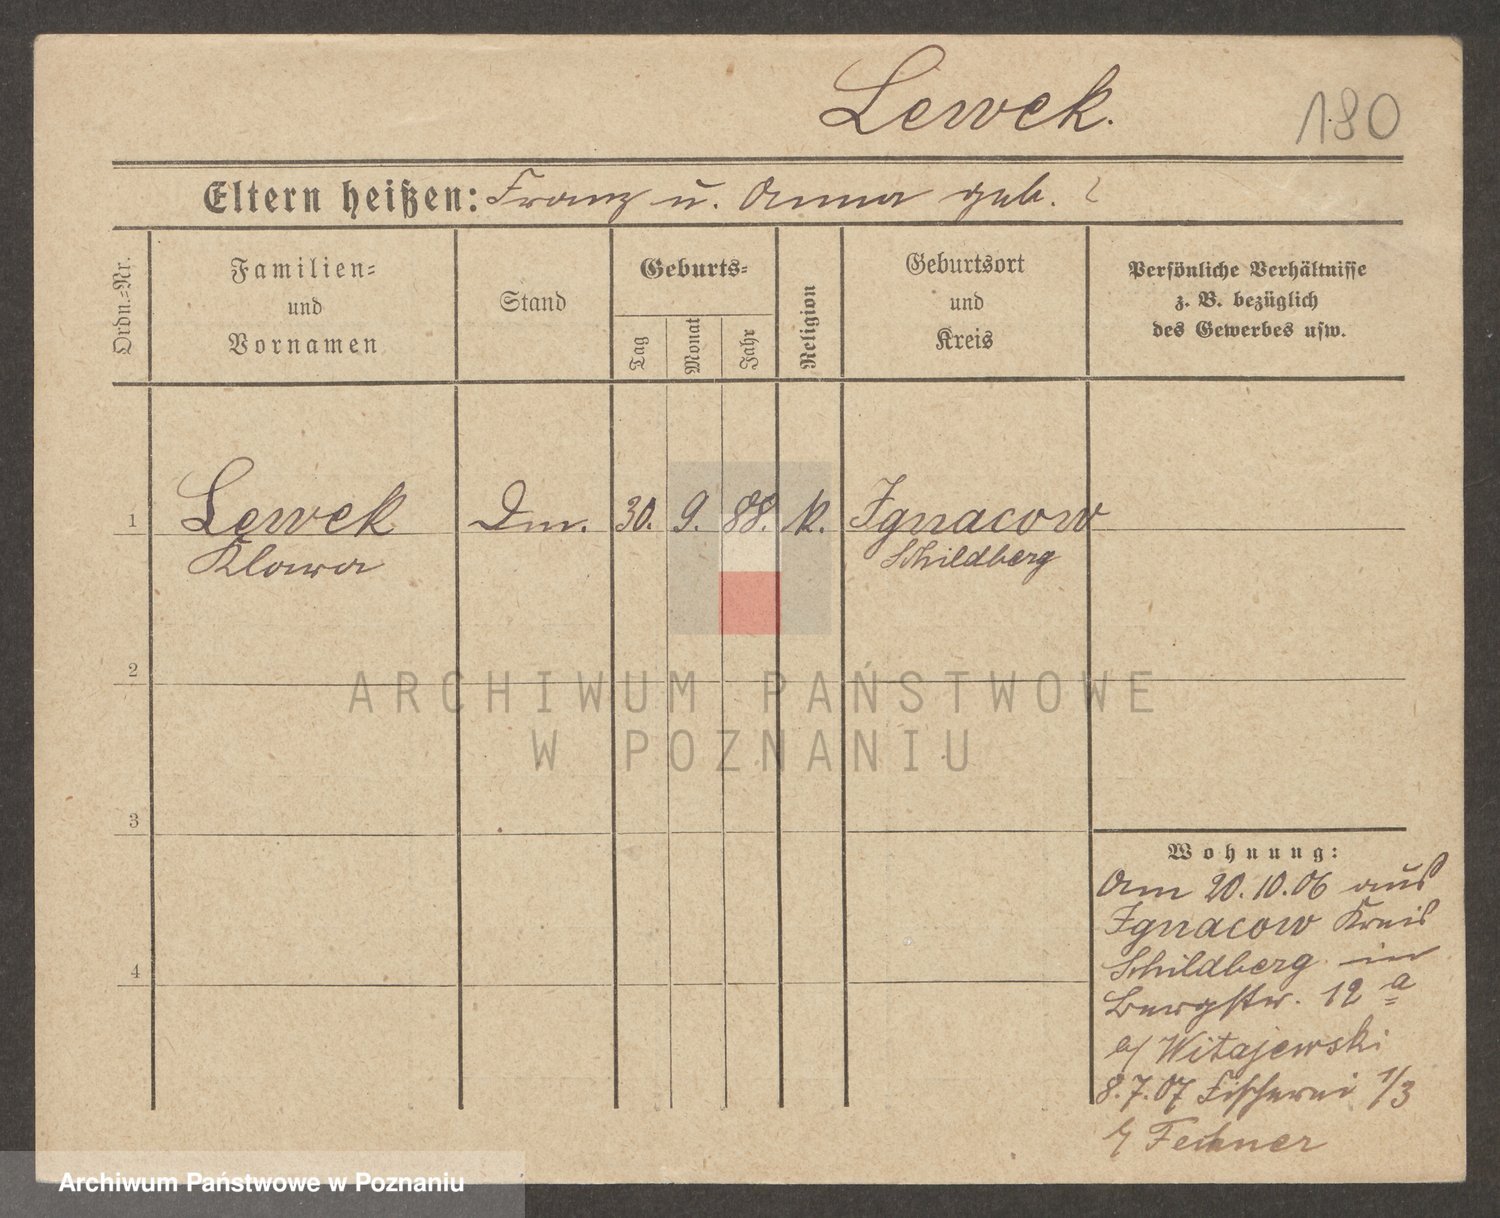 Lewek.
180
Eltern heißen: Franz u. Anna geb. ?
Ordn.=Nr.
Familien=
und
Vornamen
Stand
Geburts=
Tag
Monat
Jahr
Religion
Geburtsort
und
Kreis
Persönliche Verhältnisse
z. B. bezüglich
des Gewerbes usw.
1
Lewek
Klara
30. 9. 88. k.
Ignacow
Schildberg
2
ARCHIWUM PAŃSTWOWE
W POZNANIU
3
Wohnung:
Am 20.10.06 aus
Ignacow Kreis
Schildberg in
Bergstr. 12 a
b/ Witajewski
8.7.07 Fischerei 1/3
b/ Fechner
4
Archiwum Państwowe w Poznaniu